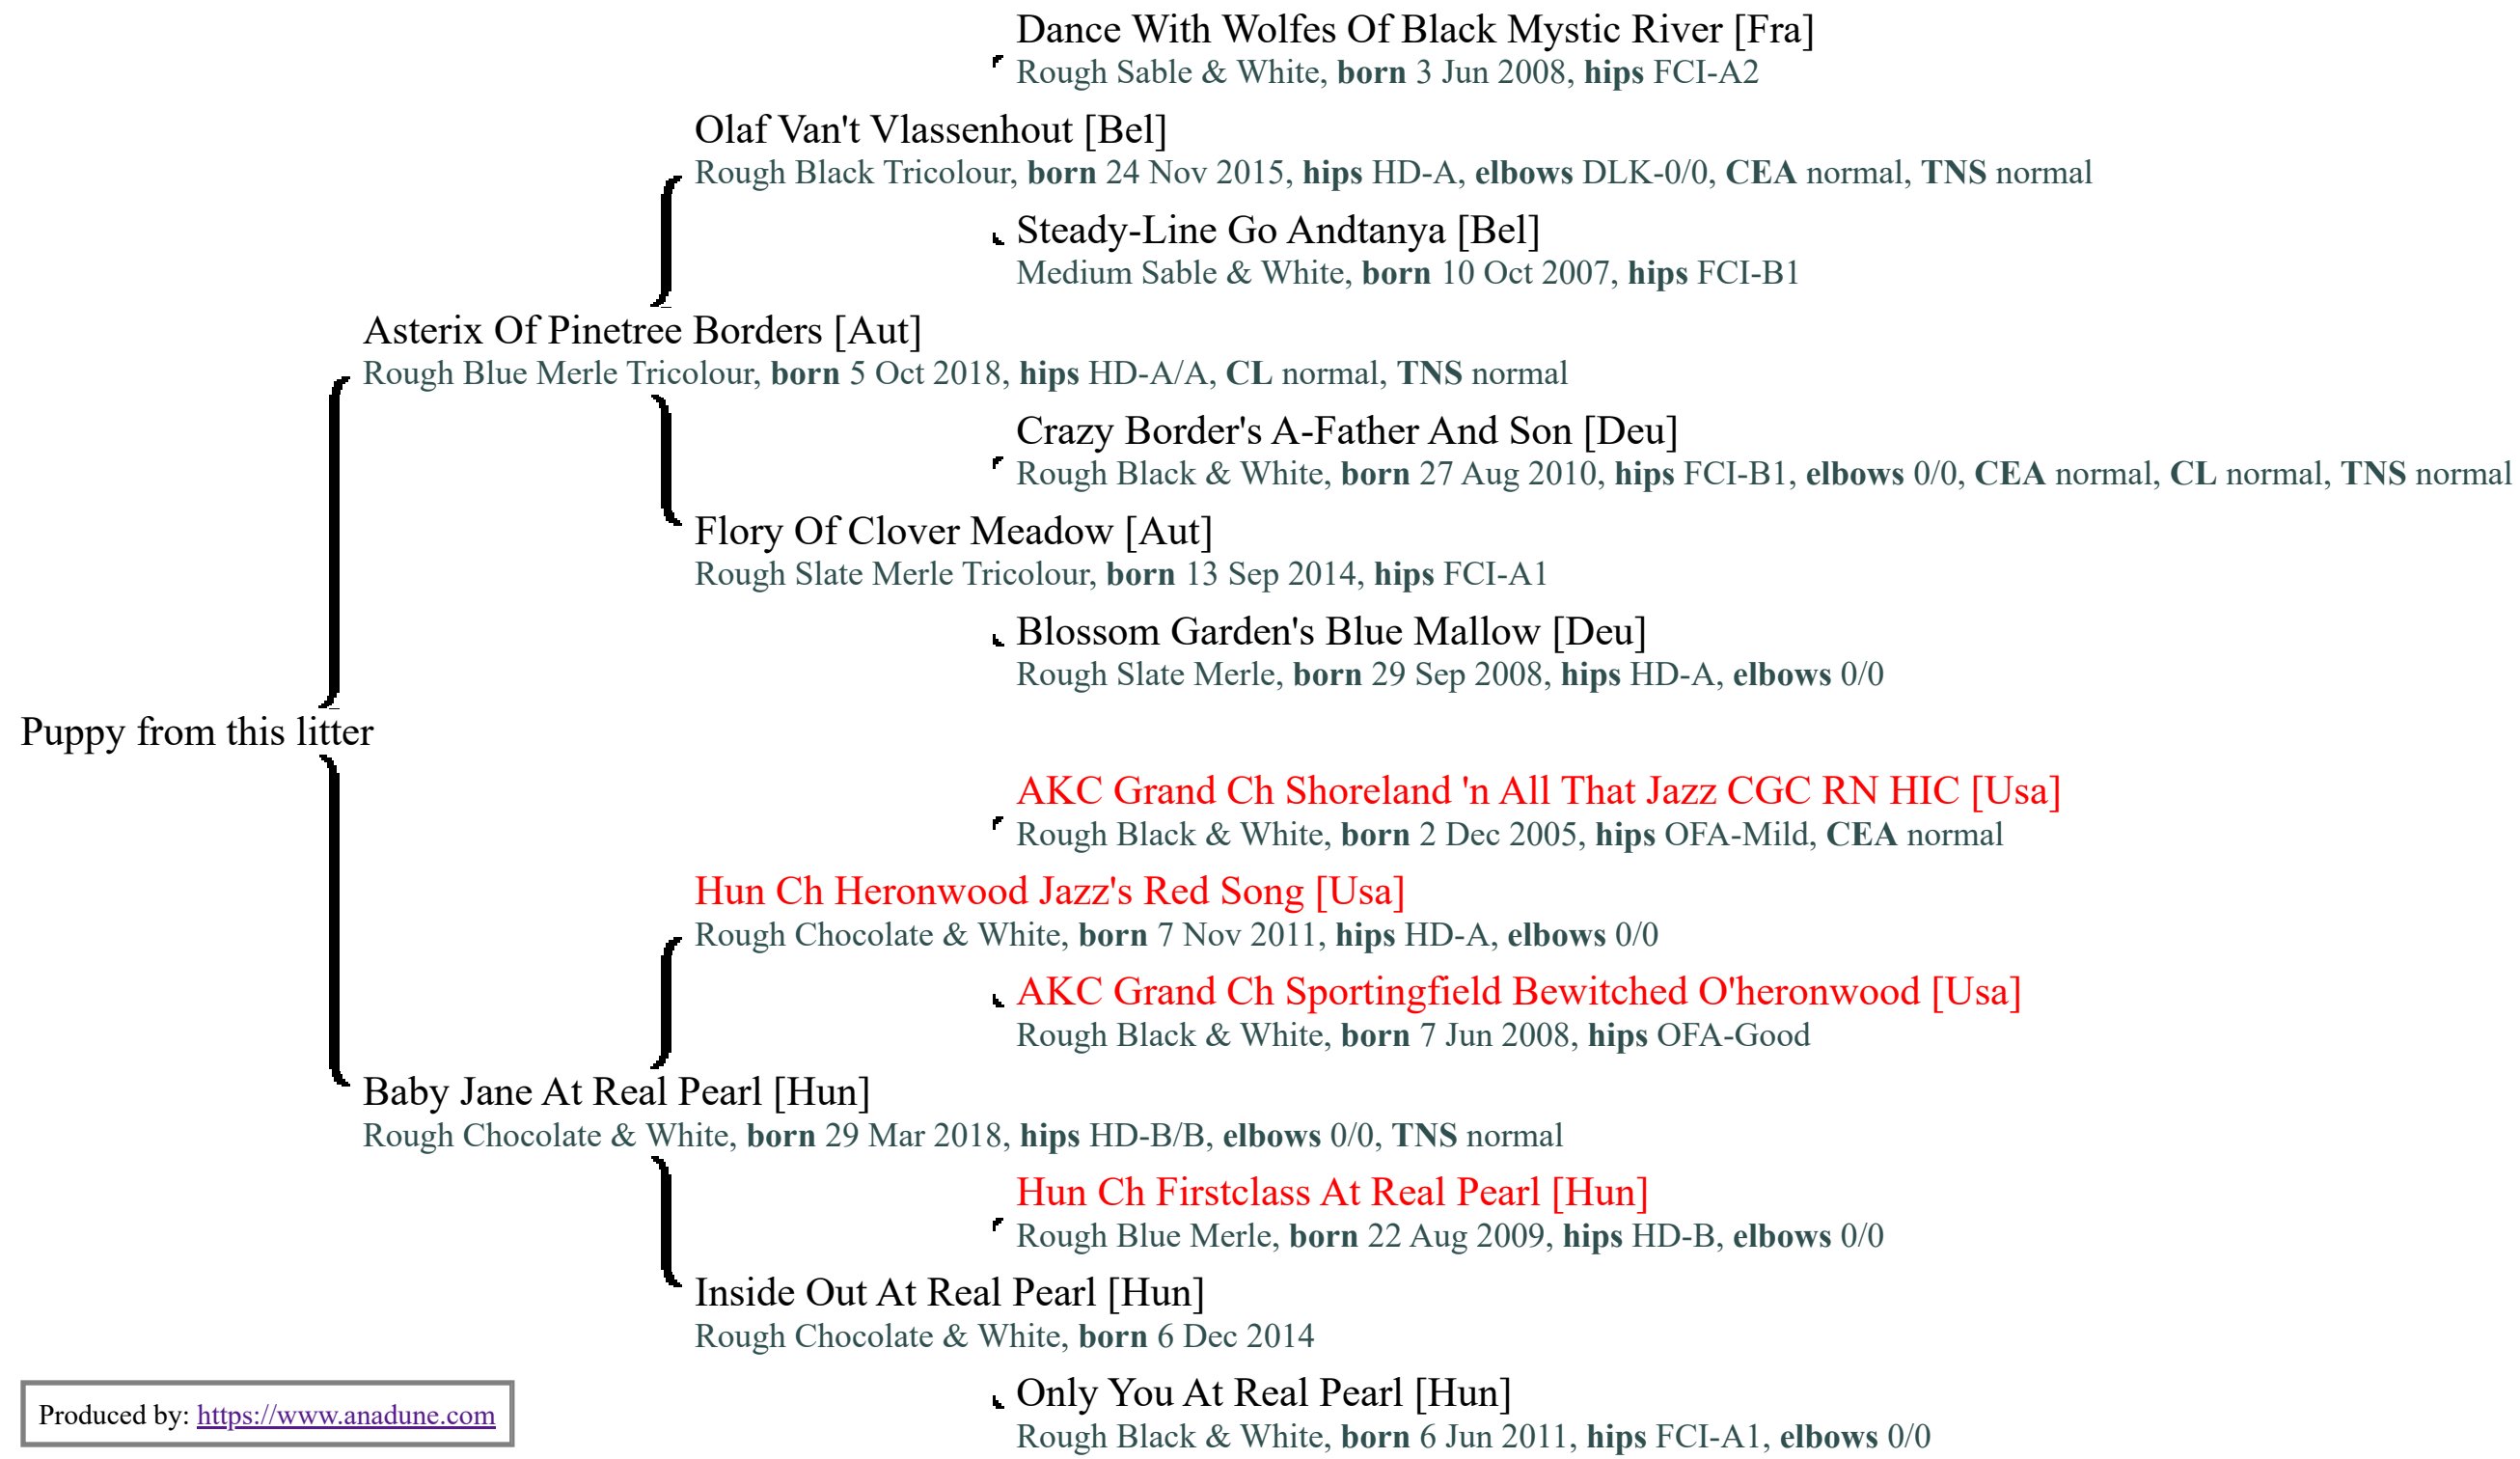 Dance With Wolfes Of Black Mystic River [Fra]
Rough Sable & White, born 3 Jun 2008, hips FCI-A2
Olaf Van't Vlassenhout [Bel]
Rough Black Tricolour, born 24 Nov 2015, hips HD-A, elbows DLK-0/0, CEA normal, TNS normal
Steady-Line Go Andtanya [Bel]
Medium Sable & White, born 10 Oct 2007, hips FCI-B1
Asterix Of Pinetree Borders [Aut]
Rough Blue Merle Tricolour, born 5 Oct 2018, hips HD-A/A, CL normal, TNS normal
Crazy Border's A-Father And Son [Deu]
Rough Black & White, born 27 Aug 2010, hips FCI-B1, elbows 0/0, CEA normal, CL normal, TNS normal
Flory Of Clover Meadow [Aut]
Rough Slate Merle Tricolour, born 13 Sep 2014, hips FCI-A1
Blossom Garden's Blue Mallow [Deu]
Rough Slate Merle, born 29 Sep 2008, hips HD-A, elbows 0/0
Puppy from this litter
AKC Grand Ch Shoreland 'n All That Jazz CGC RN HIC [Usa]
Rough Black & White, born 2 Dec 2005, hips OFA-Mild, CEA normal
Hun Ch Heronwood Jazz's Red Song [Usa]
Rough Chocolate & White, born 7 Nov 2011, hips HD-A, elbows 0/0
AKC Grand Ch Sportingfield Bewitched O'heronwood [Usa]
Rough Black & White, born 7 Jun 2008, hips OFA-Good
Baby Jane At Real Pearl [Hun]
Rough Chocolate & White, born 29 Mar 2018, hips HD-B/B, elbows 0/0, TNS normal
Hun Ch Firstclass At Real Pearl [Hun]
Rough Blue Merle, born 22 Aug 2009, hips HD-B, elbows 0/0
Inside Out At Real Pearl [Hun]
Rough Chocolate & White, born 6 Dec 2014
Only You At Real Pearl [Hun]
Rough Black & White, born 6 Jun 2011, hips FCI-A1, elbows 0/0
Produced by: https://www.anadune.com